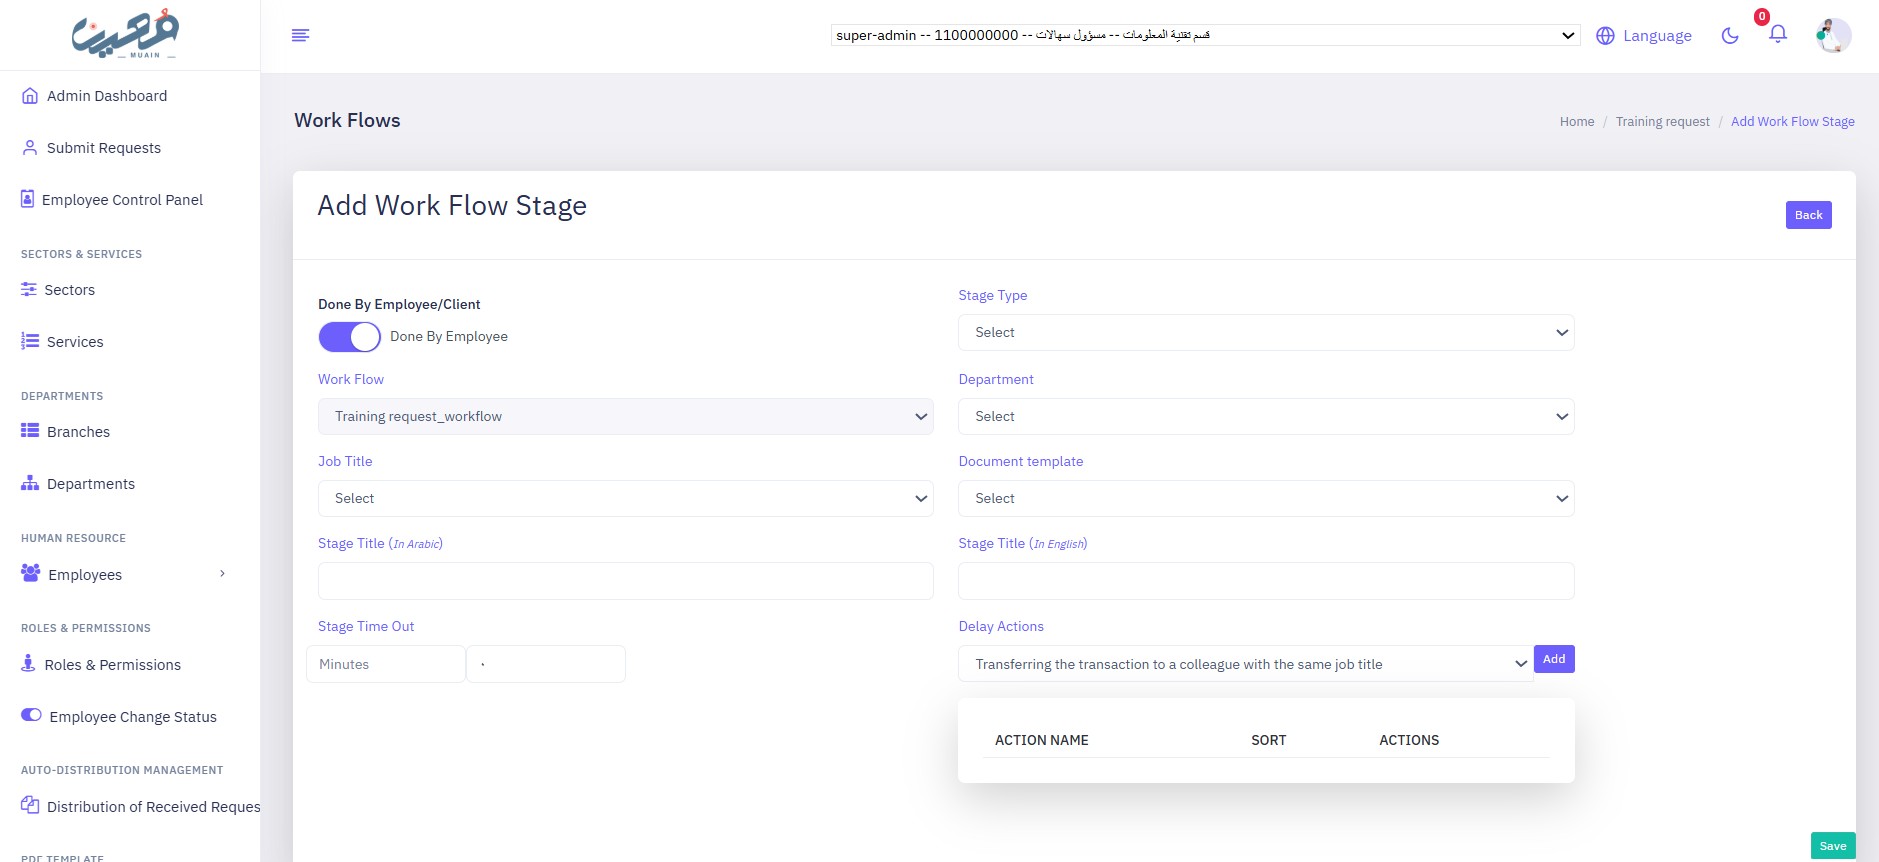 معين
MUAIN
super-admin -- 1100000000 -- قسم تقنية المعلومات -- مسؤول سهالات
Language
0
Admin Dashboard
Submit Requests
Employee Control Panel
SECTORS & SERVICES
Sectors
Services
DEPARTMENTS
Branches
Departments
HUMAN RESOURCE
Employees
ROLES & PERMISSIONS
Roles & Permissions
Employee Change Status
AUTO-DISTRIBUTION MANAGEMENT
Distribution of Received Reques
PDF TEMPLATE
Work Flows
Home / Training request / Add Work Flow Stage
Add Work Flow Stage
Back
Done By Employee/Client
Done By Employee
Stage Type
Select
Work Flow
Training request_workflow
Department
Select
Job Title
Select
Document template
Select
Stage Title (In Arabic)
Stage Title (In English)
Stage Time Out
Minutes
Delay Actions
Transferring the transaction to a colleague with the same job title
Add
ACTION NAME SORT ACTIONS
Save